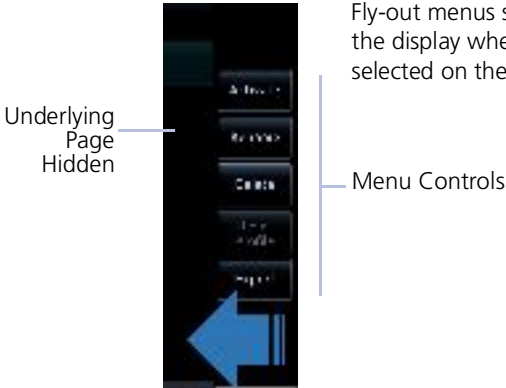 Fly-out menus s
the display whe
selected on the
Underlying
Page
Hidden
Delete
Menu Controls